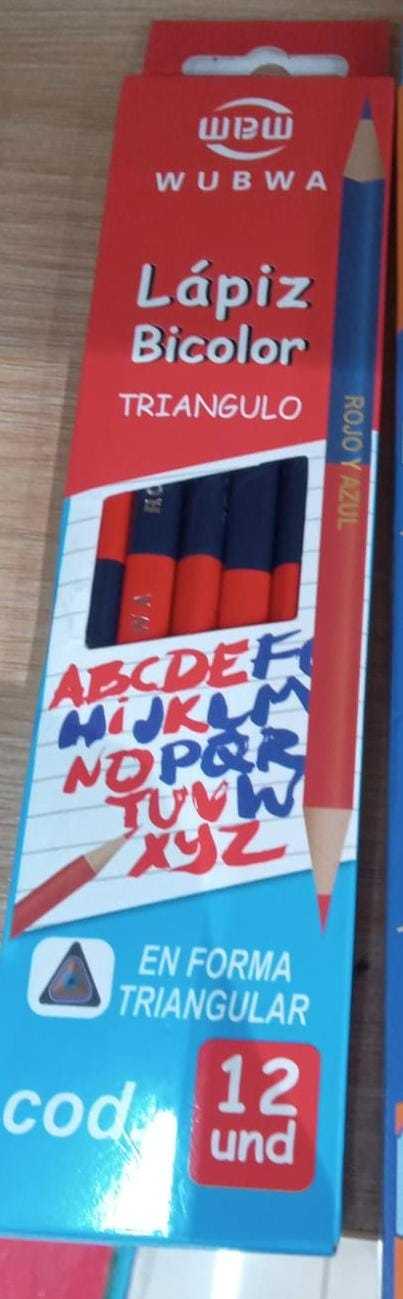 WBW
WUBWA
Lápiz
Bicolor
TRIANGULO
ROJO Y AZUL
ABCDEF
HiJKLM
NOPQR
TUVW
XYZ
EN FORMA
TRIANGULAR
cod.
12
und